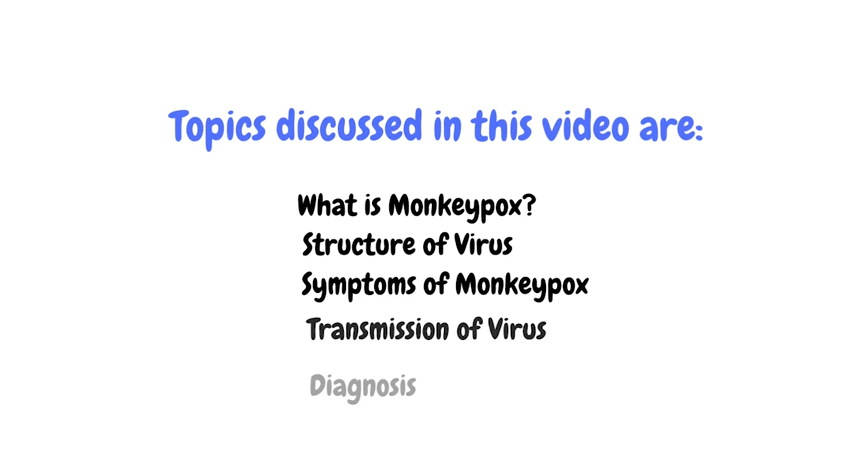 Topics discussed in this video are:
What is Monkeypox?
Structure of Virus
Symptoms of Monkeypox
Transmission of Virus
Diagnosis